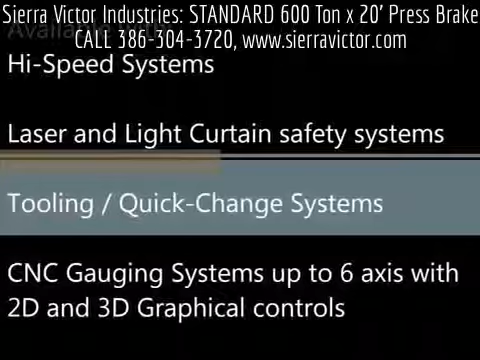 Sierra Victor Industries: STANDARD 600 Ton x 20' Press Brake
Available with:
CALL 386-304-3720, www.sierravictor.com
Hi-Speed Systems
Laser and Light Curtain safety systems
Tooling / Quick-Change Systems
CNC Gauging Systems up to 6 axis with
2D and 3D Graphical controls